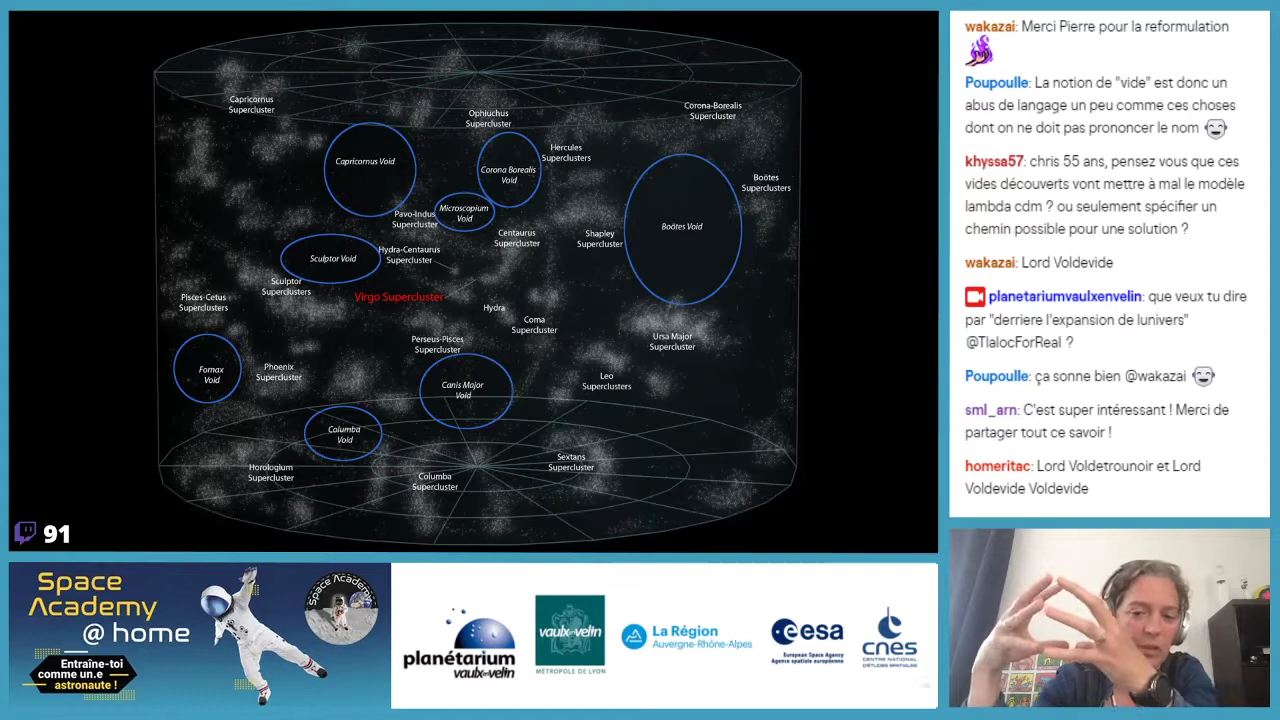 Capricornus
Supercluster
Ophiuchus
Supercluster
Corona-Borealis
Supercluster
Capricornus Void
Corona Borealis
Void
Hercules
Superclusters
Boötes
Superclusters
Microscopium
Void
Pavo-Indus
Supercluster
Centaurus
Supercluster
Shapley
Supercluster
Boötes Void
Sculptor Void
Hydra-Centaurus
Supercluster
Sculptor
Superclusters
Virgo Supercluster
Pisces-Cetus
Superclusters
Hydra
Coma
Supercluster
Perseus-Pisces
Supercluster
Ursa Major
Supercluster
Fornax
Void
Phoenix
Supercluster
Canis Major
Void
Leo
Superclusters
Columba
Void
Horologium
Supercluster
Columba
Supercluster
Sextans
Supercluster
91
wakazai: Merci Pierre pour la reformulation
Poupoulle: La notion de "vide" est donc un
abus de langage un peu comme ces choses
dont on ne doit pas prononcer le nom
khyssa57: chris 55 ans, pensez vous que ces
vides découverts vont mettre à mal le modèle
lambda cdm ? ou seulement spécifier un
chemin possible pour une solution ?
wakazai: Lord Voldevide
planetariumvaulxenvelin: que veux tu dire
par "derriere l'expansion de lunivers"
@TlalocForReal ?
Poupoulle: ça sonne bien @wakazai
sml_arn: C'est super intéressant ! Merci de
partager tout ce savoir !
homeritac: Lord Voldetrounoir et Lord
Voldevide Voldevide
Space
Academy
@ home
Entraîne-toi
comme un.e
astronaute !
Space Academy
planétarium
vaulx en velin
vaulx-en-velin
MÉTROPOLE DE LYON
La Région
Auvergne-Rhône-Alpes
esa
European Space Agency
Agence spatiale européenne
cnes
CENTRE NATIONAL
D'ÉTUDES SPATIALES